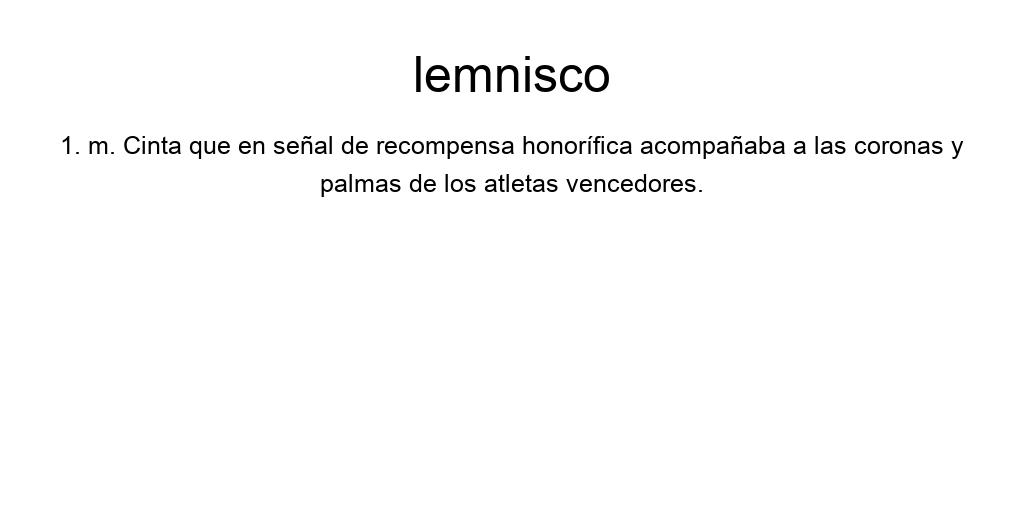 lemnisco
1. m. Cinta que en señal de recompensa honorífica acompañaba a las coronas y
palmas de los atletas vencedores.